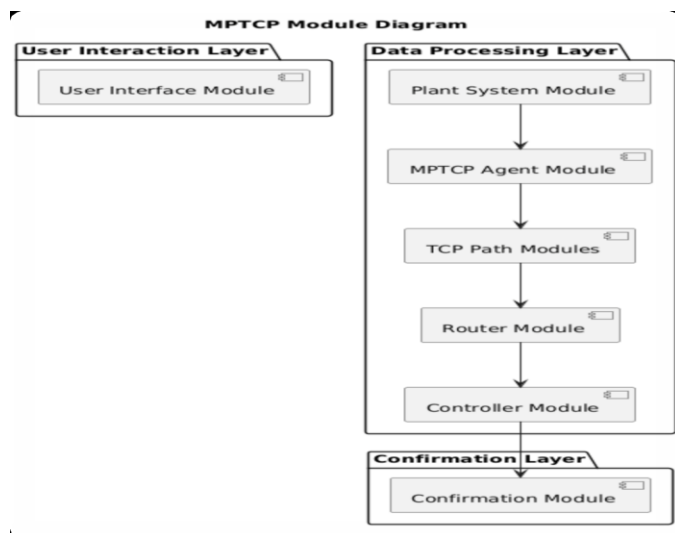 MPTCP Module Diagram
User Interaction Layer
User Interface Module
Data Processing Layer
Plant System Module
MPTCP Agent Module
TCP Path Modules
Router Module
Controller Module
Confirmation Layer
Confirmation Module